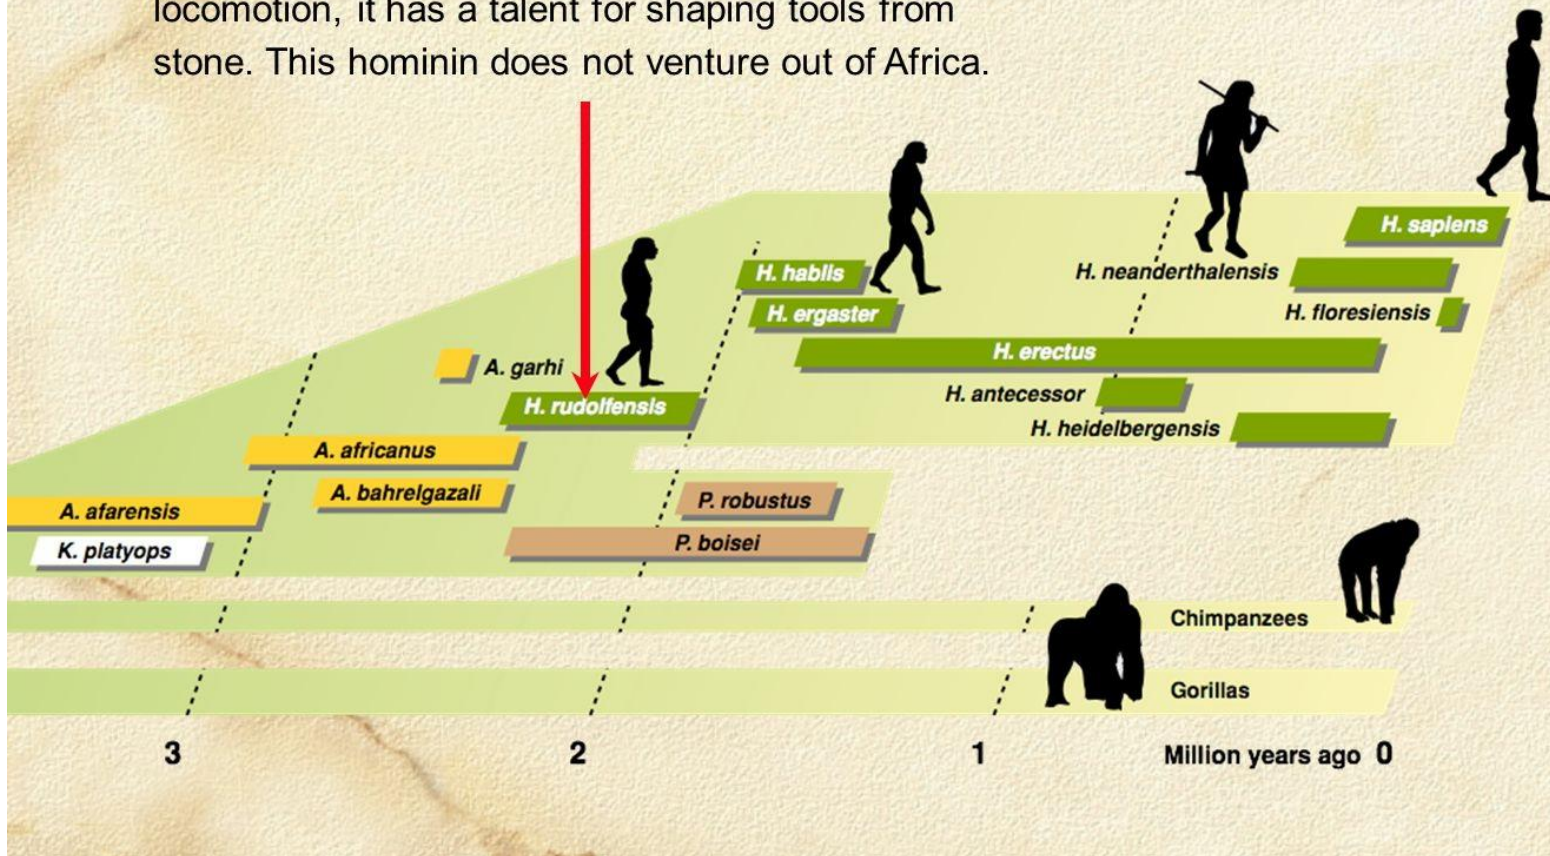 locomotion, it has a talent for shaping tools from
stone. This hominin does not venture out of Africa.
H. sapiens
H. hablis
H. neanderthalensis
H. ergaster
H. floresiensis
H. erectus
A. garhi
H. antecessor
H. rudolfensis
H. heidelbergensis
A. africanus
A. bahrelgazali
P. robustus
A. afarensis
P. boisei
K. platyops
Chimpanzees
Gorillas
3 2 1 Million years ago 0